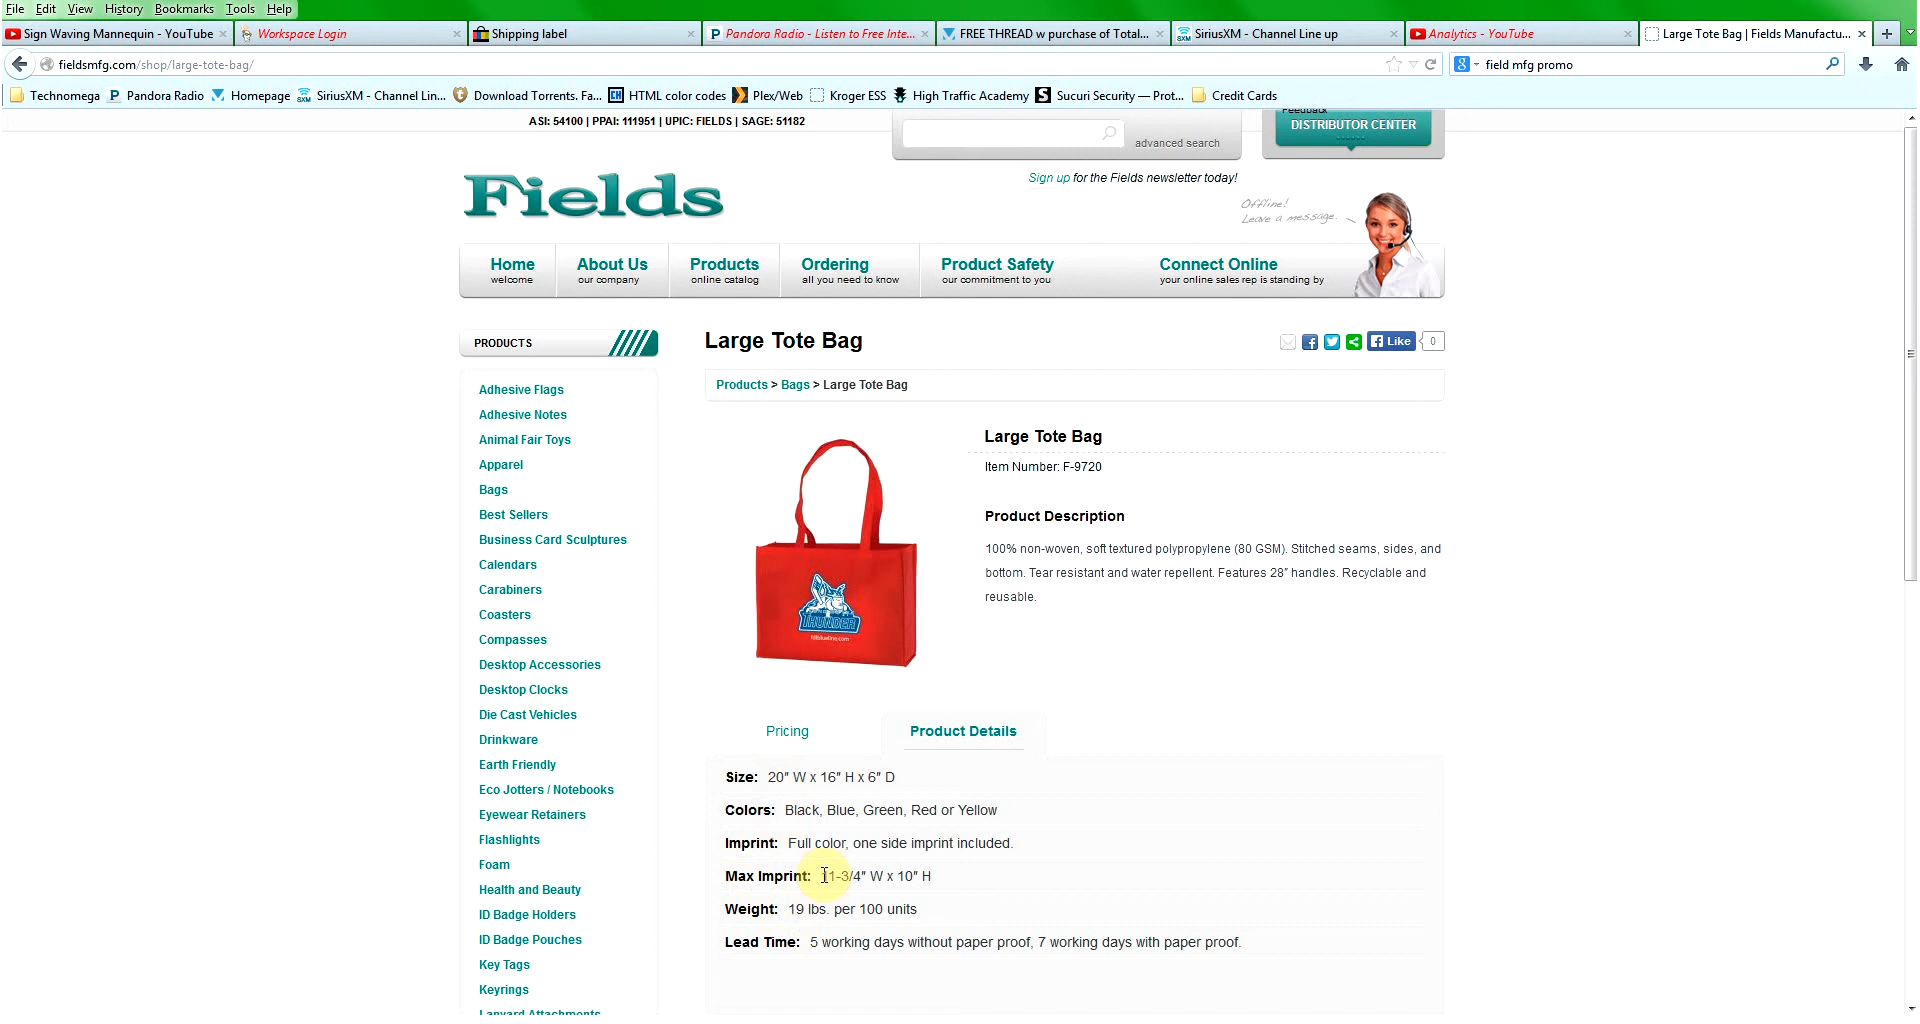 File Edit View History Bookmarks Tools Help
Sign Waving Mannequin - YouTube
Workspace Login
Shipping label
Pandora Radio - Listen to Free Inte...
FREE THREAD w purchase of Total...
SiriusXM - Channel Line up
Analytics - YouTube
Large Tote Bag | Fields Manufactu...
fieldsmfg.com/shop/large-tote-bag/
field mfg promo
Technomega Pandora Radio Homepage SiriusXM - Channel Lin... Download Torrents. Fa... HTML color codes Plex/Web Kroger ESS High Traffic Academy Sucuri Security — Prot... Credit Cards
ASI: 54100 | PPAI: 111951 | UPIC: FIELDS | SAGE: 51182
advanced search
Feedback
DISTRIBUTOR CENTER
Fields
Sign up for the Fields newsletter today!
Offline!
Leave a message.
Home
welcome
About Us
our company
Products
online catalog
Ordering
all you need to know
Product Safety
our commitment to you
Connect Online
your online sales rep is standing by
PRODUCTS
Adhesive Flags
Adhesive Notes
Animal Fair Toys
Apparel
Bags
Best Sellers
Business Card Sculptures
Calendars
Carabiners
Coasters
Compasses
Desktop Accessories
Desktop Clocks
Die Cast Vehicles
Drinkware
Earth Friendly
Eco Jotters / Notebooks
Eyewear Retainers
Flashlights
Foam
Health and Beauty
ID Badge Holders
ID Badge Pouches
Key Tags
Keyrings
Lanyard Attachments
Large Tote Bag
Like 0
Products > Bags > Large Tote Bag
THUNDER
Large Tote Bag
Item Number: F-9720
Product Description
100% non-woven, soft textured polypropylene (80 GSM). Stitched seams, sides, and
bottom. Tear resistant and water repellent. Features 28" handles. Recyclable and
reusable.
Pricing
Product Details
Size: 20" W x 16" H x 6" D
Colors: Black, Blue, Green, Red or Yellow
Imprint: Full color, one side imprint included.
Max Imprint: 11-3/4" W x 10" H
Weight: 19 lbs. per 100 units
Lead Time: 5 working days without paper proof, 7 working days with paper proof.